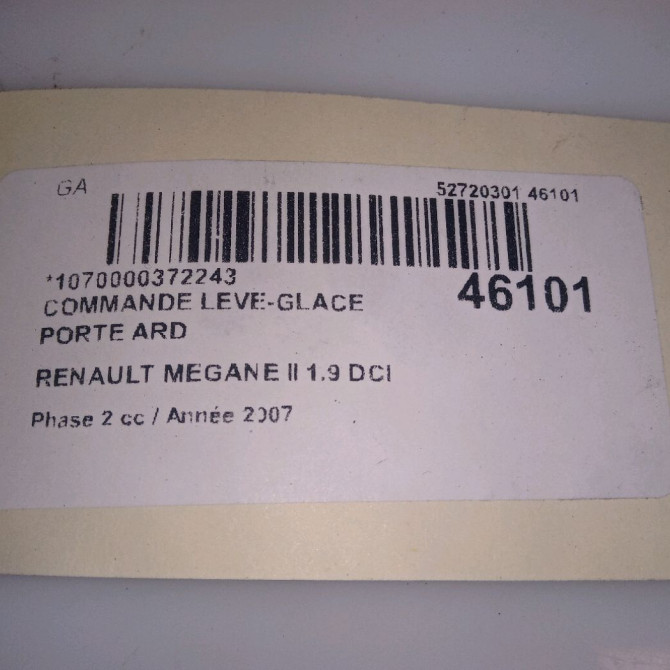 GA
52720301 46101
*1070000372243
46101
COMMANDE LEVE-GLACE
PORTE ARD
RENAULT MEGANE II 1.9 DCI
Phase 2 cc / Année 2007